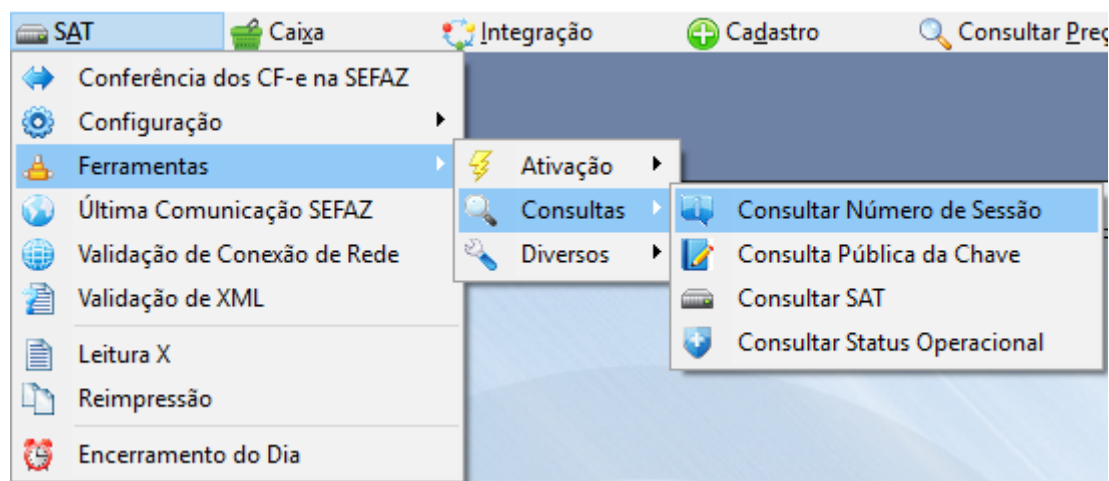 SAT
Caixa
Integração
Cadastro
Consultar Preç
Conferência dos CF-e na SEFAZ
Configuração
Ferramentas
Última Comunicação SEFAZ
Validação de Conexão de Rede
Validação de XML
Leitura X
Reimpressão
Encerramento do Dia
Ativação
Consultas
Diversos
Consultar Número de Sessão
Consulta Pública da Chave
Consultar SAT
Consultar Status Operacional